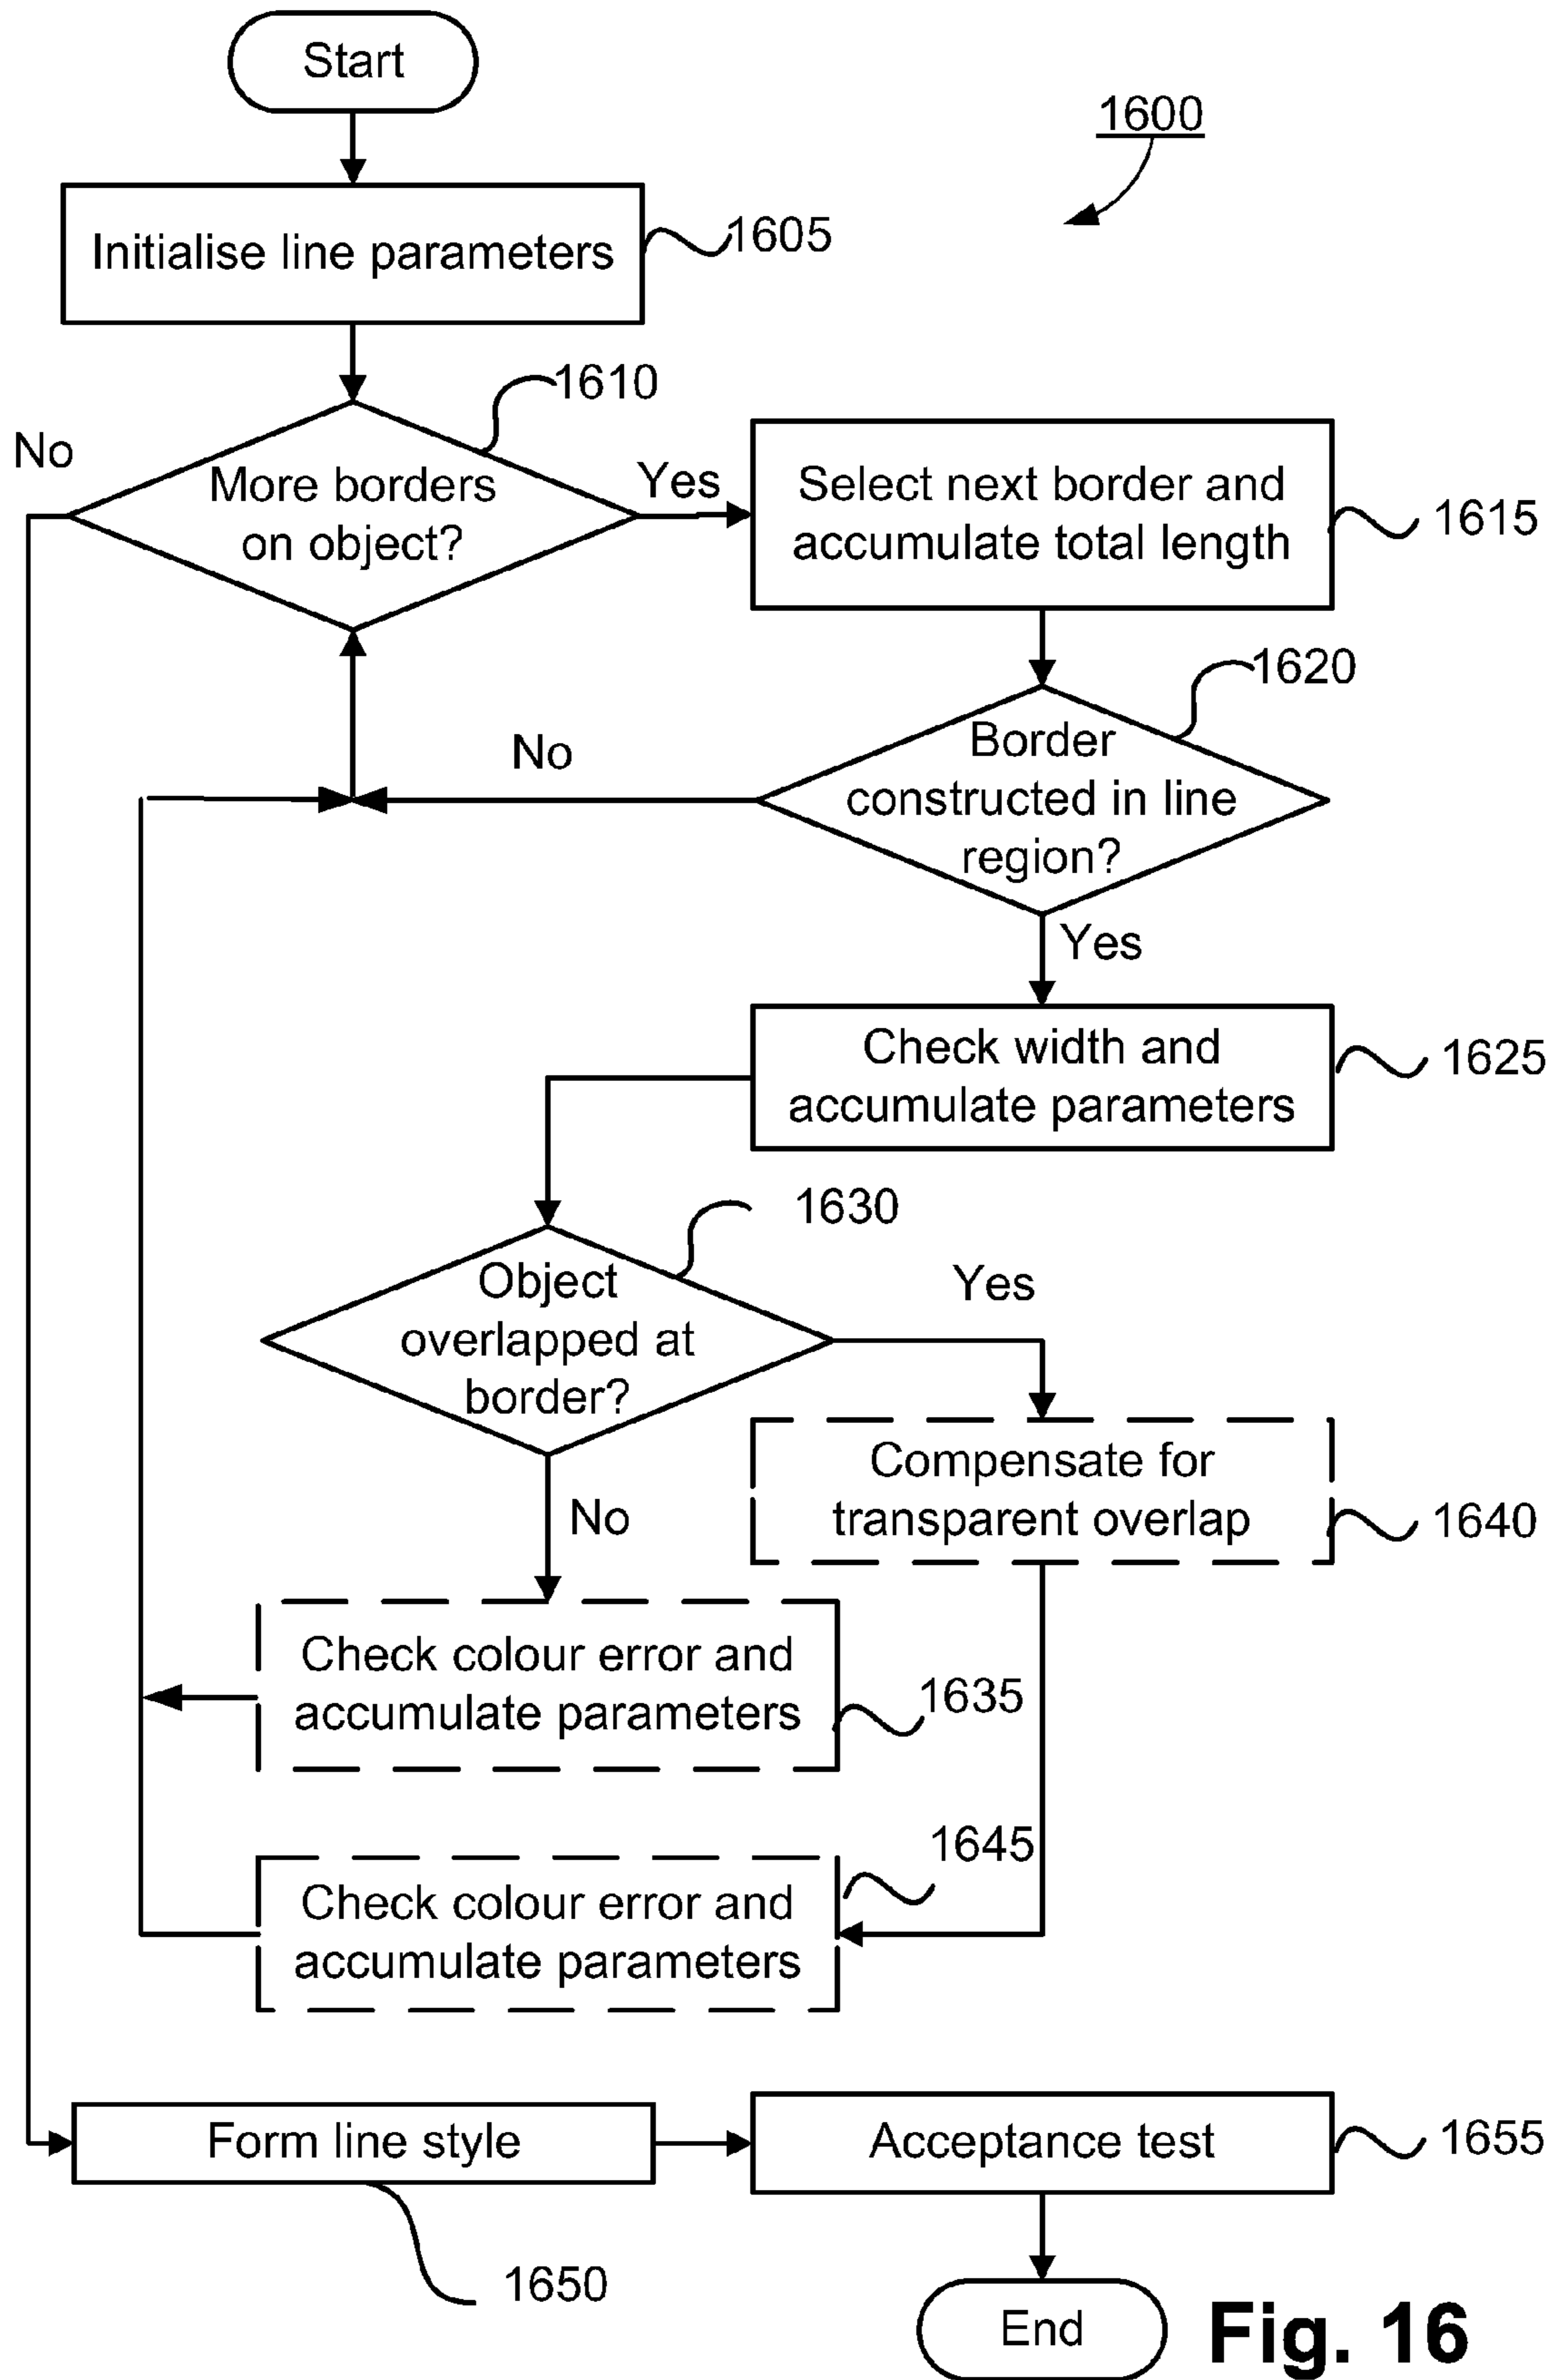 Start
1600
Initialise line parameters
1605
1610
No
More borders
on object?
Yes
Select next border and
accumulate total length
1615
1620
No
Border
constructed in line
region?
Yes
Check width and
accumulate parameters
1625
1630
Object
overlapped at
border?
Yes
Compensate for
transparent overlap
1640
No
Check colour error and
accumulate parameters
1635
1645
Check colour error and
accumulate parameters
Form line style
Acceptance test
1655
1650
End
Fig. 16